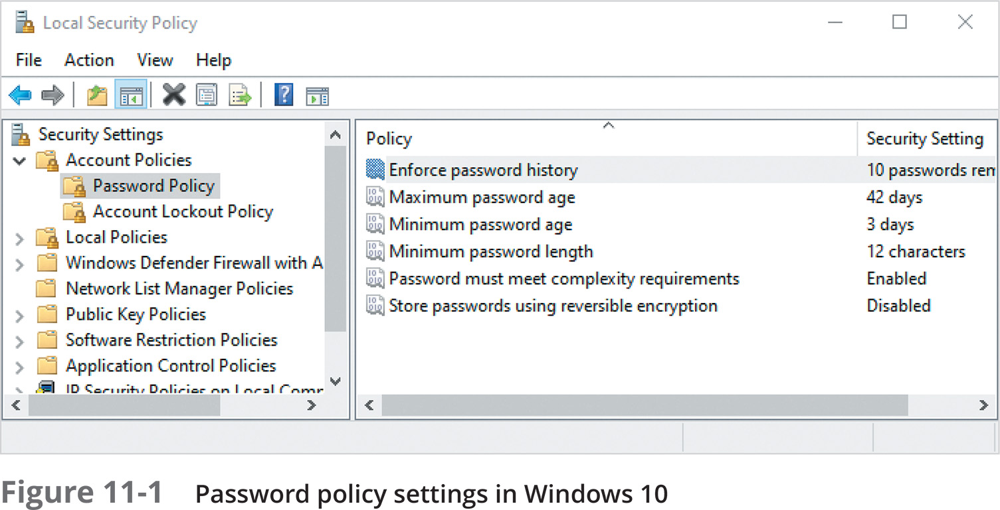 Local Security Policy
File Action View Help
Security Settings
Account Policies
Password Policy
Account Lockout Policy
Local Policies
Windows Defender Firewall with A
Network List Manager Policies
Public Key Policies
Software Restriction Policies
Application Control Policies
IP Security Policies on Local Comp
Policy Security Setting
Enforce password history 10 passwords rem
Maximum password age 42 days
Minimum password age 3 days
Minimum password length 12 characters
Password must meet complexity requirements Enabled
Store passwords using reversible encryption Disabled
Figure 11-1 Password policy settings in Windows 10